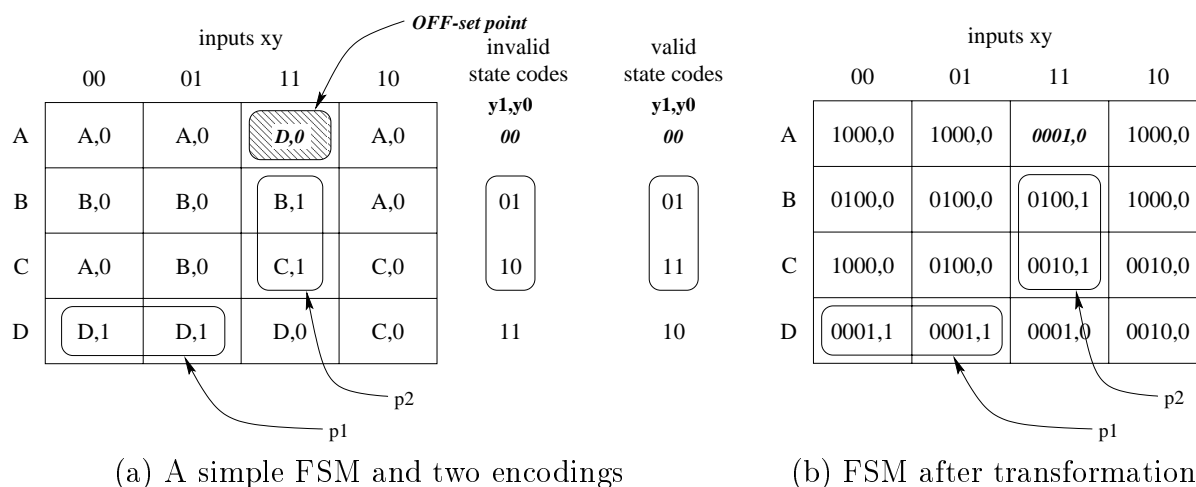 OFF-set point
inputs xy
invalid
state codes
valid
state codes
inputs xy
00 01 11 10
y1,y0
y1,y0
00 01 11 10
A A,0 A,0 D,0 A,0 00 00
A 1000,0 1000,0 0001,0 1000,0
B B,0 B,0 B,1 A,0 01 01
B 0100,0 0100,0 0100,1 1000,0
C A,0 B,0 C,1 C,0 10 11
C 1000,0 0100,0 0010,1 0010,0
D D,1 D,1 D,0 C,0 11 10
D 0001,1 0001,1 0001,0 0010,0
p2
p1
p2
p1
(a) A simple FSM and two encodings
(b) FSM after transformation